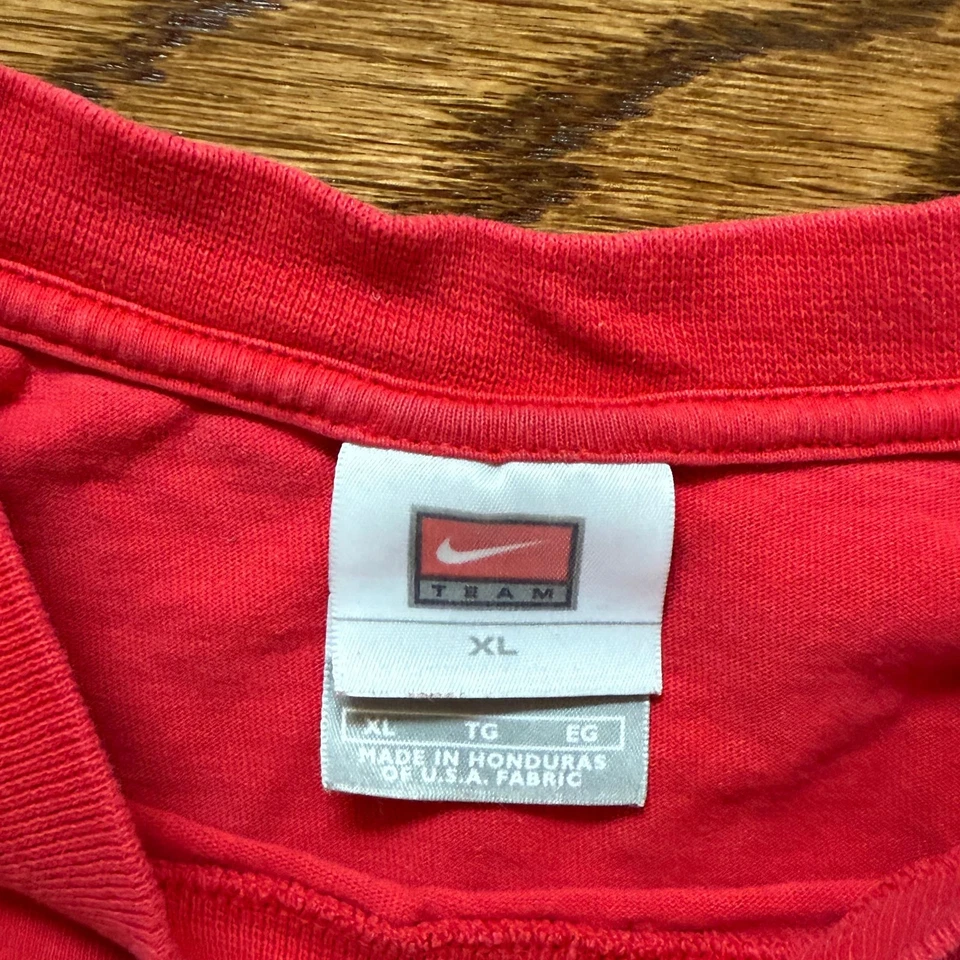 TEAM
XL
XL TG EG
MADE IN HONDURAS
OF U.S.A. FABRIC